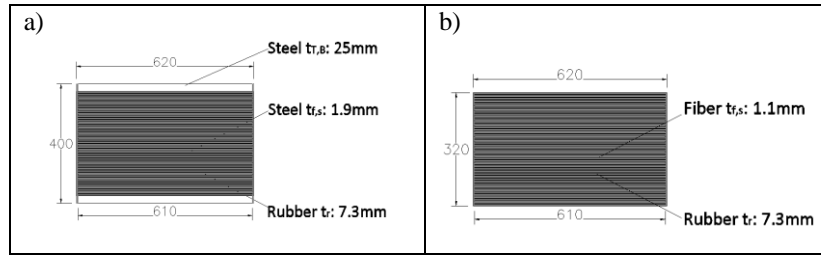 a)
Steel tT,B: 25mm
620
Steel tf,s: 1.9mm
400
610
Rubber tr: 7.3mm
b)
620
Fiber tf,s: 1.1mm
320
610
Rubber tr: 7.3mm